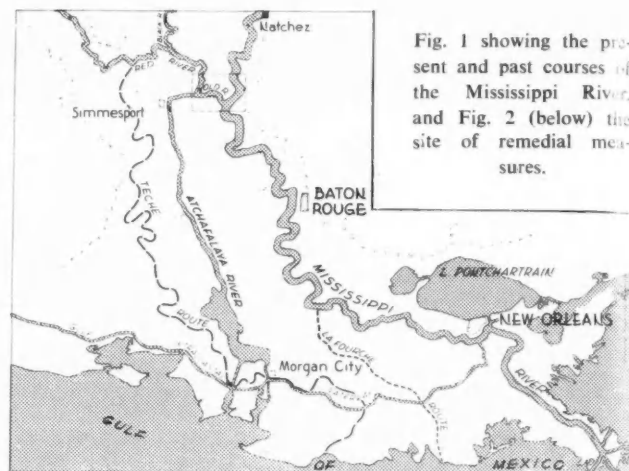 Fig. 1 showing the pre-
sent and past courses of
the Mississippi River,
and Fig. 2 (below) the
site of remedial mea-
sures.
Natchez
RED RIVER
OLD R
Simmesport
TECHE
ROUTE
ATCHAFALAYA RIVER
BATON
ROUGE
MISSISSIPPI
RIVER
L. PONTCHARTRAIN
NEW ORLEANS
LAFOURCHE
ROUTE
Morgan City
GULF
OF
MEXICO